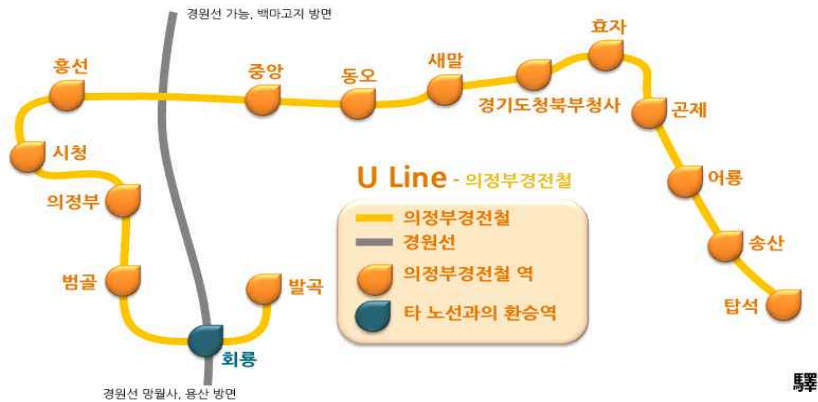 경원선 가능, 백마고지 방면
효자
흥선
중앙
동오
새말
경기도청북부청사
곤제
시청
의정부
U Line - 의정부경전철
어룡
의정부경전철
경원선
송산
범골
발곡
의정부경전철 역
탑석
타 노선과의 환승역
회룡
경원선 망월사, 용산 방면
驛